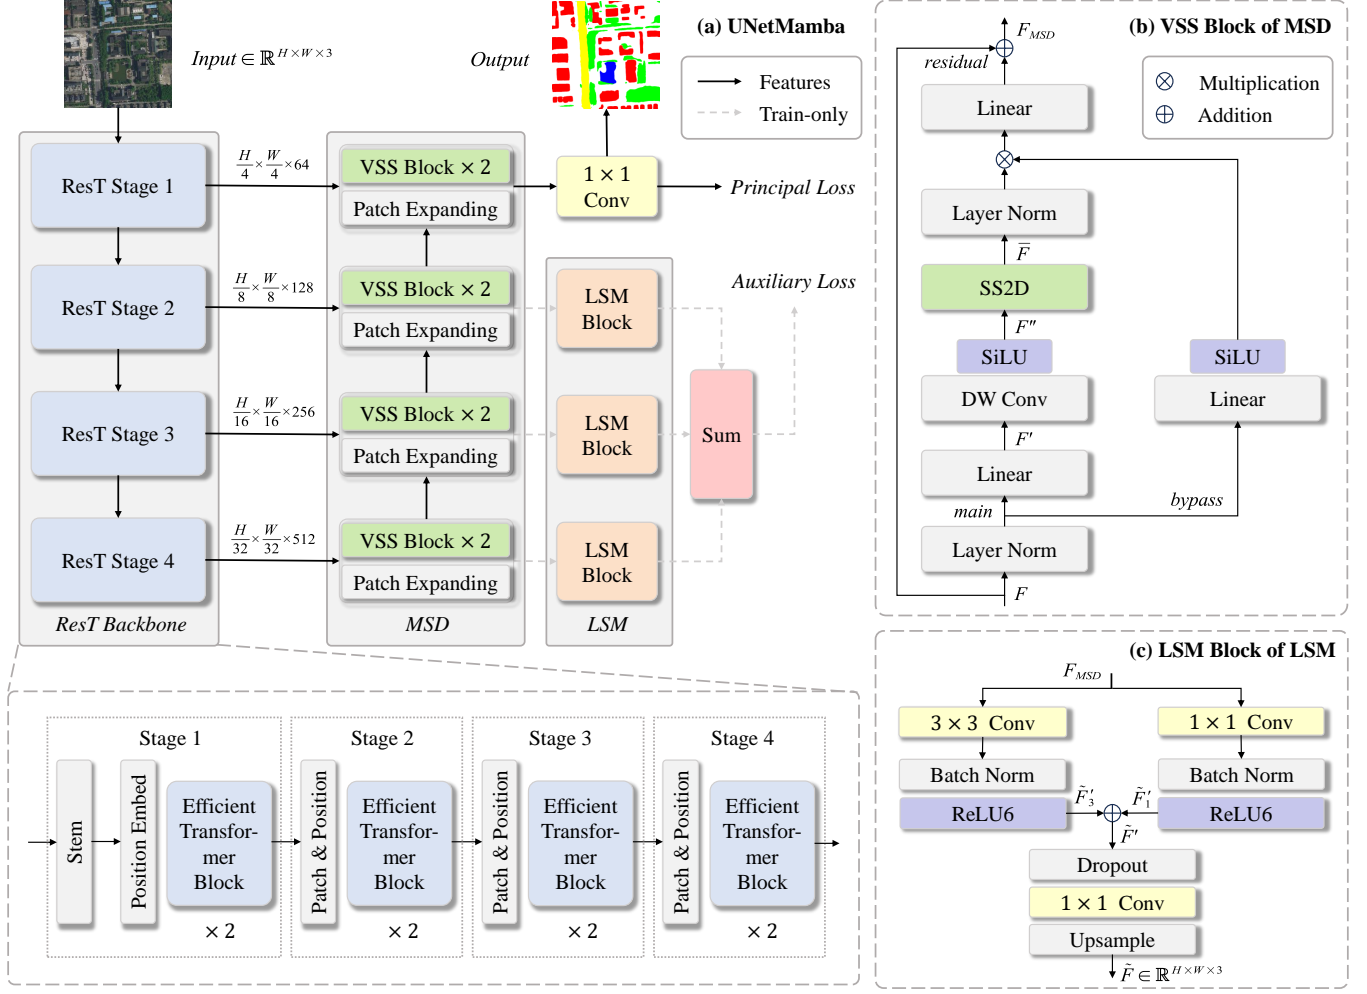 (a) UNetMamba
Input ∈ ℝ^{H×W×3}
Output
Features
Train-only
ResT Stage 1
H/4 × W/4 × 64
VSS Block × 2
Patch Expanding
1 × 1
Conv
Principal Loss
ResT Stage 2
H/8 × W/8 × 128
VSS Block × 2
Patch Expanding
LSM
Block
Auxiliary Loss
ResT Stage 3
H/16 × W/16 × 256
VSS Block × 2
Patch Expanding
LSM
Block
Sum
ResT Stage 4
H/32 × W/32 × 512
VSS Block × 2
Patch Expanding
LSM
Block
ResT Backbone
MSD
LSM
Stage 1
Stem
Position Embed
Efficient
Transfor-
mer
Block
× 2
Stage 2
Patch & Position
Efficient
Transfor-
mer
Block
× 2
Stage 3
Patch & Position
Efficient
Transfor-
mer
Block
× 2
Stage 4
Patch & Position
Efficient
Transfor-
mer
Block
× 2
(b) VSS Block of MSD
⊗ Multiplication
⊕ Addition
F_{MSD}
residual
Linear
Layer Norm
F̅
SS2D
F″
SiLU
DW Conv
F′
Linear
main
Layer Norm
F
SiLU
Linear
bypass
(c) LSM Block of LSM
F_{MSD}
3 × 3 Conv
Batch Norm
ReLU6
F̃′_3
1 × 1 Conv
Batch Norm
ReLU6
F̃′_1
F̃′
Dropout
1 × 1 Conv
Upsample
F̃ ∈ ℝ^{H×W×3}